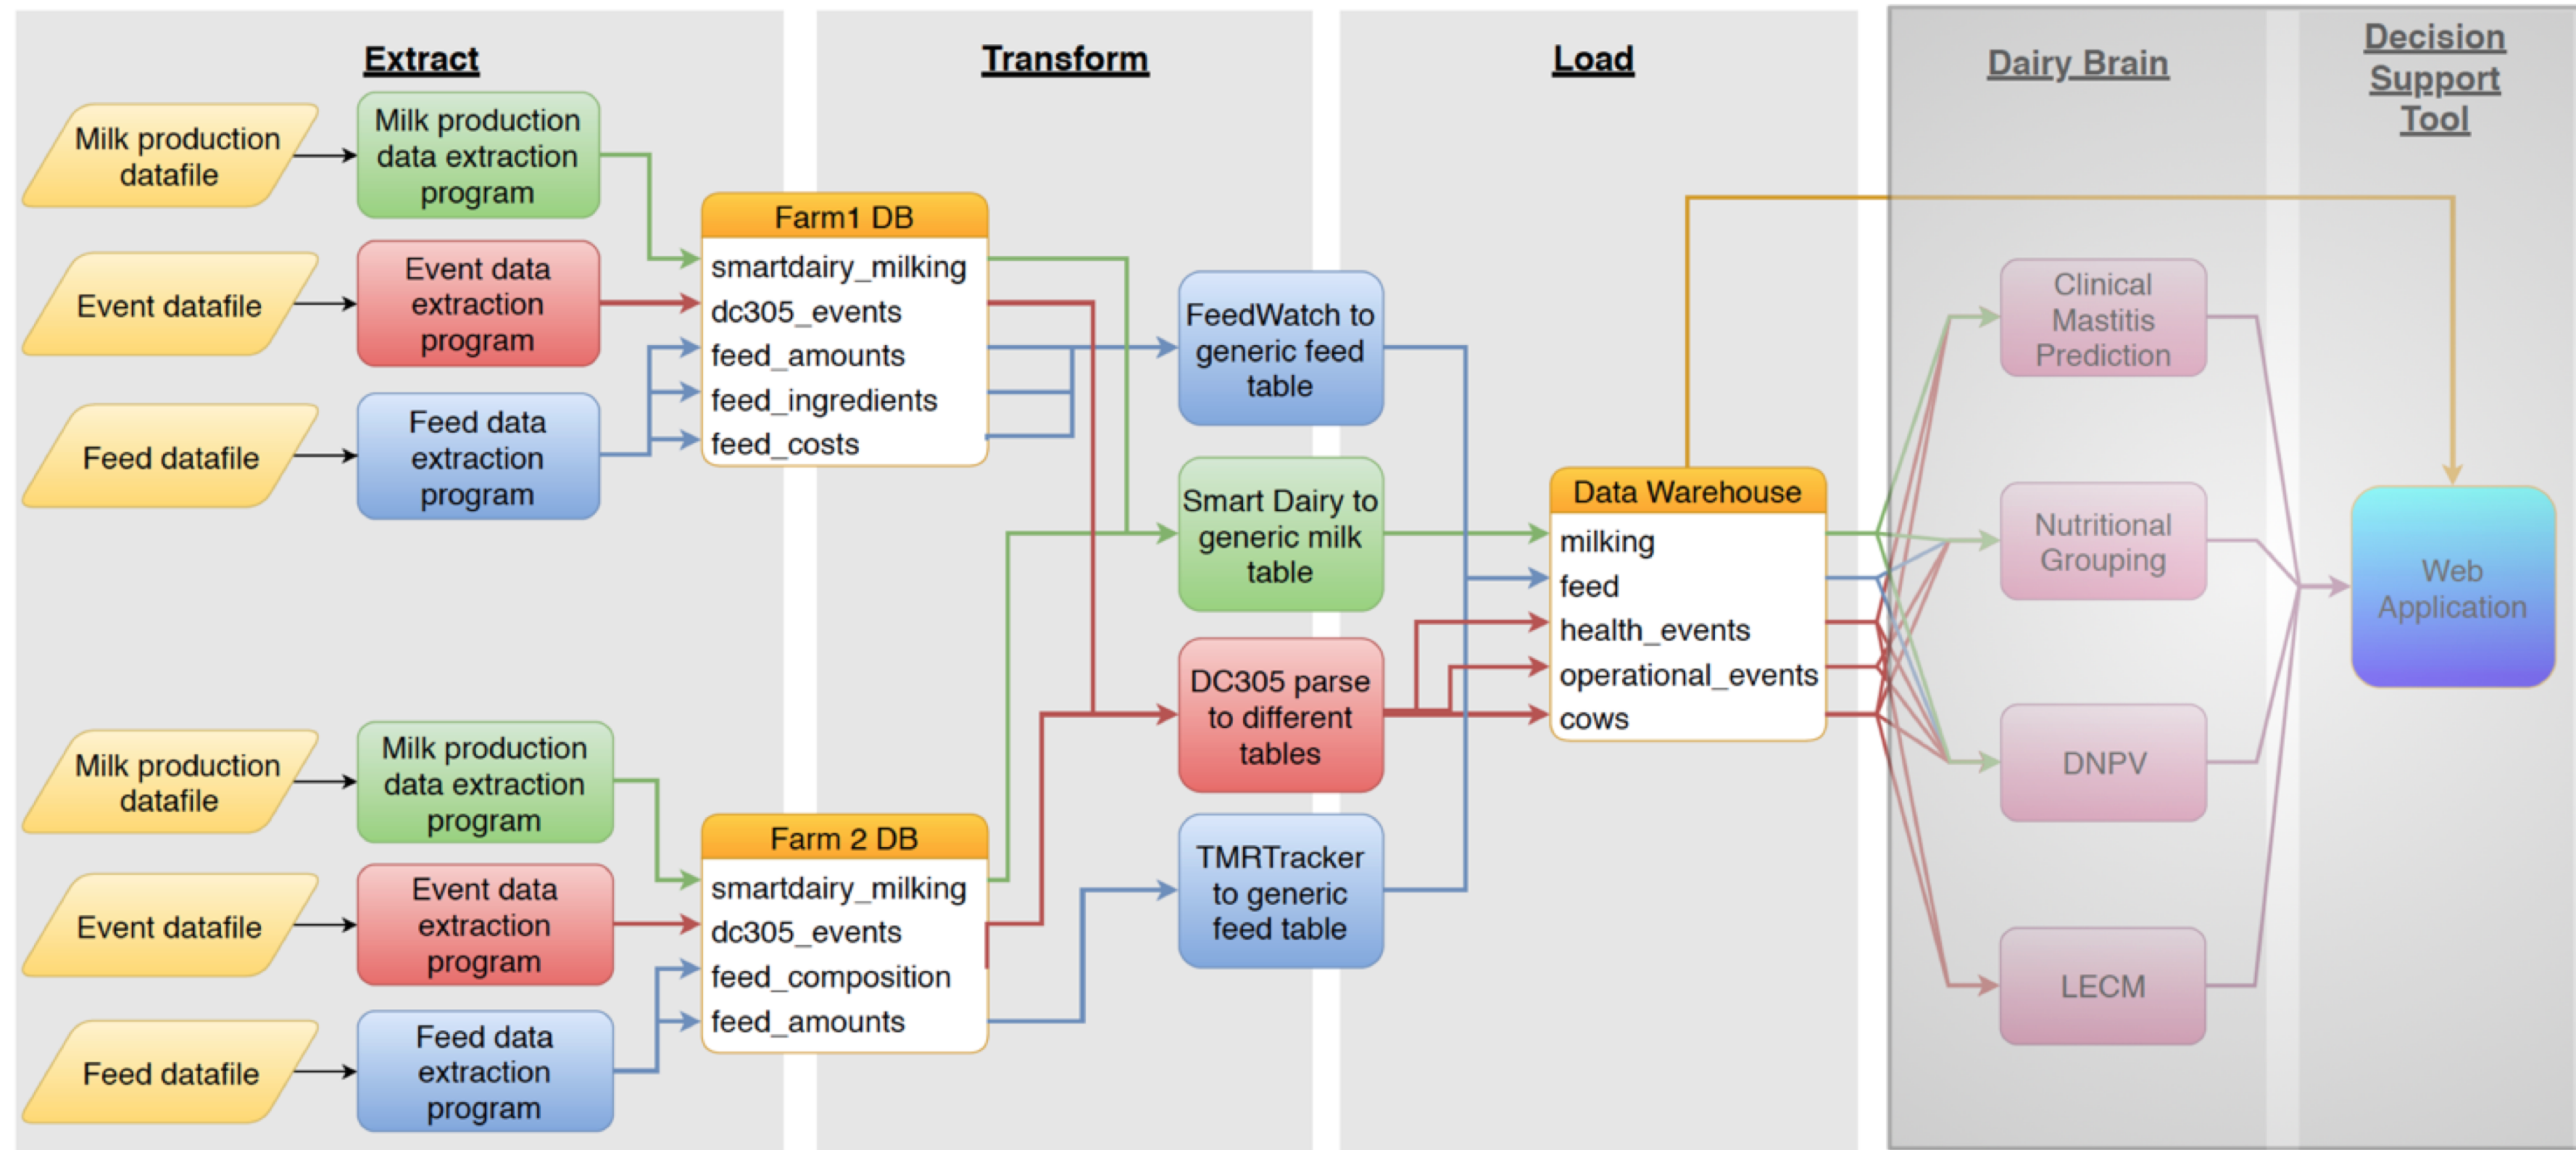 Extract
Transform
Load
Dairy Brain
Decision
Support
Tool
Milk production
datafile
Milk production
data extraction
program
Event datafile
Event data
extraction
program
Feed datafile
Feed data
extraction
program
Farm1 DB
smartdairy_milking
dc305_events
feed_amounts
feed_ingredients
feed_costs
Milk production
datafile
Milk production
data extraction
program
Event datafile
Event data
extraction
program
Feed datafile
Feed data
extraction
program
Farm 2 DB
smartdairy_milking
dc305_events
feed_composition
feed_amounts
FeedWatch to
generic feed
table
Smart Dairy to
generic milk
table
DC305 parse
to different
tables
TMRTracker
to generic
feed table
Data Warehouse
milking
feed
health_events
operational_events
cows
Clinical
Mastitis
Prediction
Nutritional
Grouping
DNPV
LECM
Web
Application